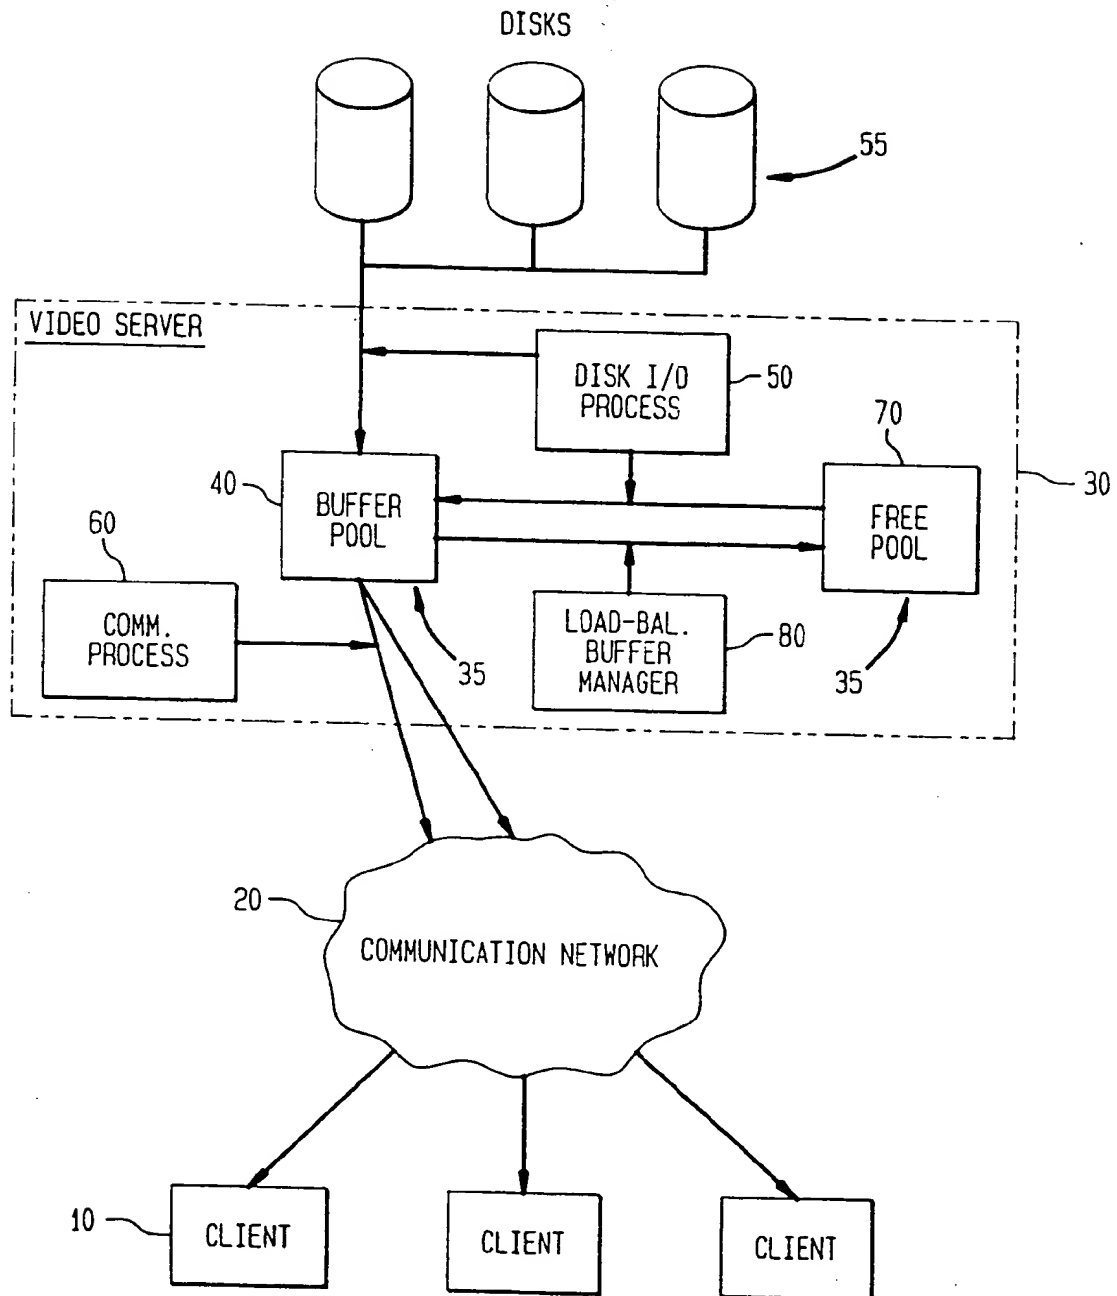 DISKS
55
VIDEO SERVER
DISK I/O
PROCESS
50
70
30
40
BUFFER
POOL
FREE
POOL
60
COMM.
PROCESS
LOAD-BAL.
BUFFER
MANAGER
80
35
35
20
COMMUNICATION NETWORK
10
CLIENT
CLIENT
CLIENT